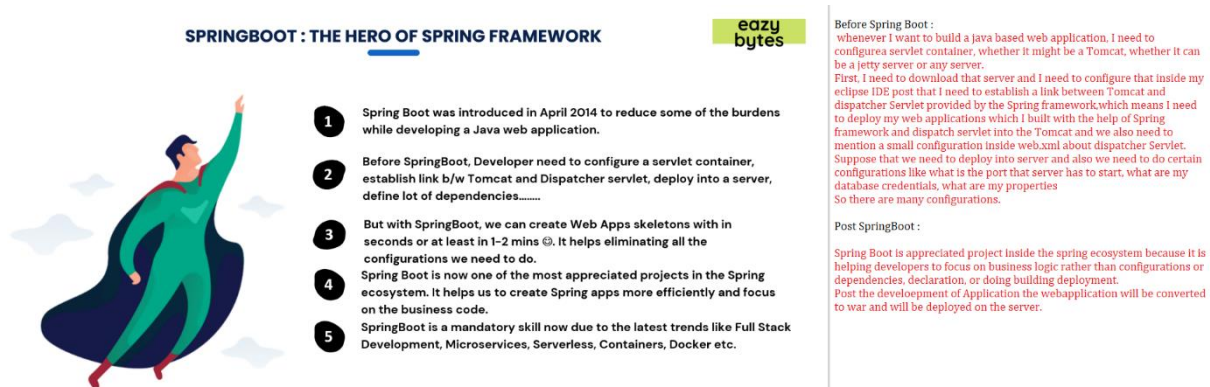 SPRINGBOOT : THE HERO OF SPRING FRAMEWORK
eazy
bytes
1
Spring Boot was introduced in April 2014 to reduce some of the burdens
while developing a Java web application.
2
Before SpringBoot, Developer need to configure a servlet container,
establish link b/w Tomcat and Dispatcher servlet, deploy into a server,
define lot of dependencies........
3
But with SpringBoot, we can create Web Apps skeletons with in
seconds or at least in 1-2 mins ☺. It helps eliminating all the
configurations we need to do.
4
Spring Boot is now one of the most appreciated projects in the Spring
ecosystem. It helps us to create Spring apps more efficiently and focus
on the business code.
5
SpringBoot is a mandatory skill now due to the latest trends like Full Stack
Development, Microservices, Serverless, Containers, Docker etc.
Before Spring Boot :
whenever I want to build a java based web application, I need to
configurea servlet container, whether it might be a Tomcat, whether it can
be a jetty server or any server.
First, I need to download that server and I need to configure that inside my
eclipse IDE post that I need to establish a link between Tomcat and
dispatcher Servlet provided by the Spring framework,which means I need
to deploy my web applications which I built with the help of Spring
framework and dispatch servlet into the Tomcat and we also need to
mention a small configuration inside web.xml about dispatcher Servlet.
Suppose that we need to deploy into server and also we need to do certain
configurations like what is the port that server has to start, what are my
database credentials, what are my properties
So there are many configurations.
Post SpringBoot :
Spring Boot is appreciated project inside the spring ecosystem because it is
helping developers to focus on business logic rather than configurations or
dependencies, declaration, or doing building deployment.
Post the develoepment of Application the webapplication will be converted
to war and will be deployed on the server.